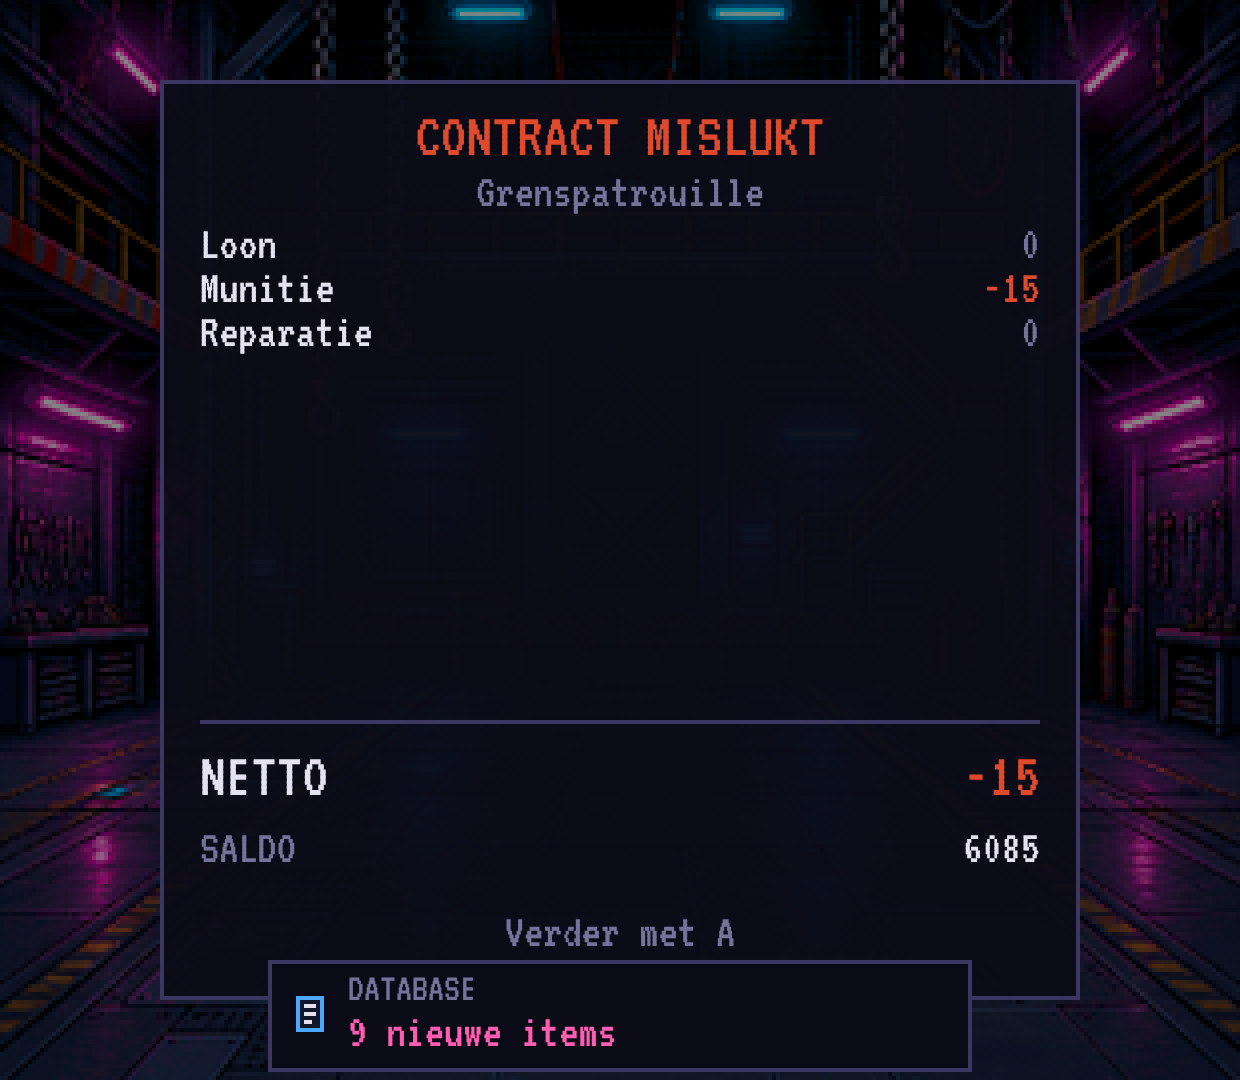 CONTRACT MISLUKT
Grenspatrouille
Loon 0
Munitie -15
Reparatie 0
NETTO -15
SALDO 6085
Verder met A
DATABASE
9 nieuwe items